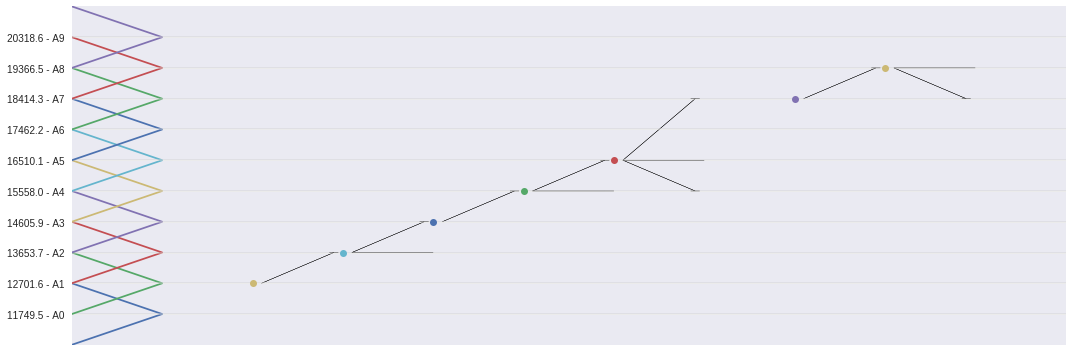 20318.6 - A9
19366.5 - A8
18414.3 - A7
17462.2 - A6
16510.1 - A5
15558.0 - A4
14605.9 - A3
13653.7 - A2
12701.6 - A1
11749.5 - A0